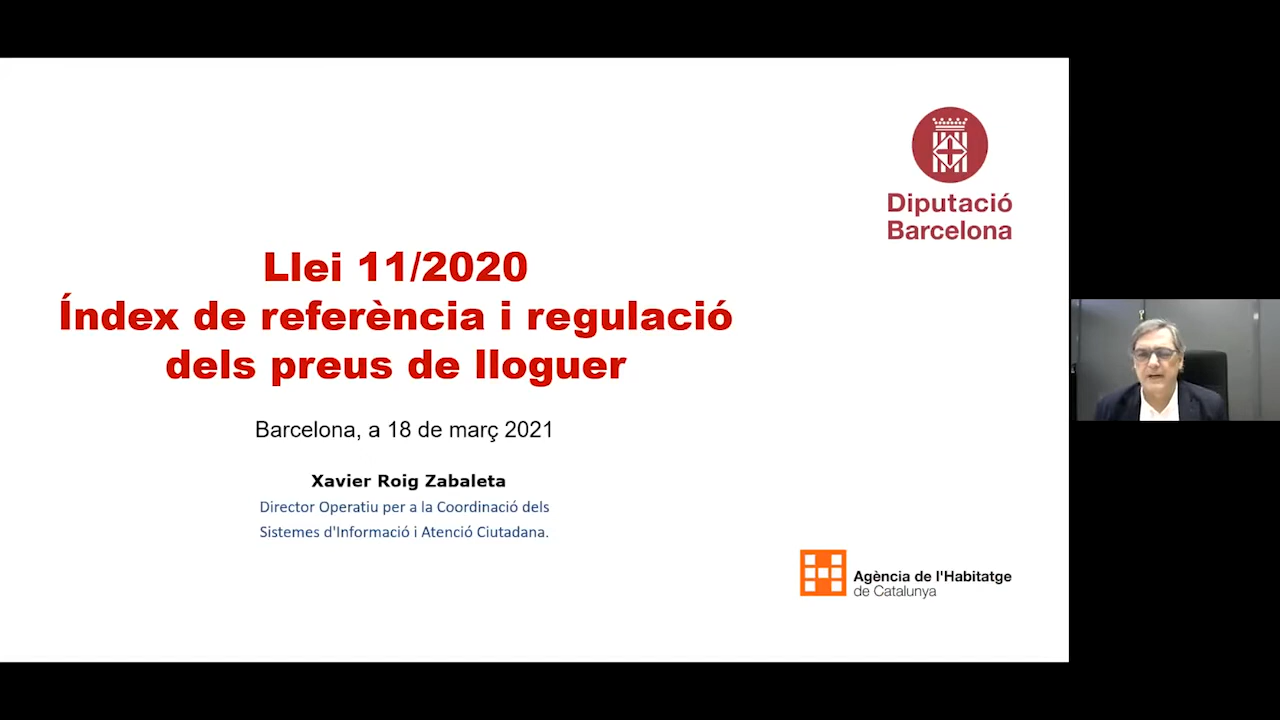 Diputació
Barcelona
Llei 11/2020
Índex de referència i regulació
dels preus de lloguer
Barcelona, a 18 de març 2021
Xavier Roig Zabaleta
Director Operatiu per a la Coordinació dels
Sistemes d'Informació i Atenció Ciutadana.
Agència de l'Habitatge
de Catalunya